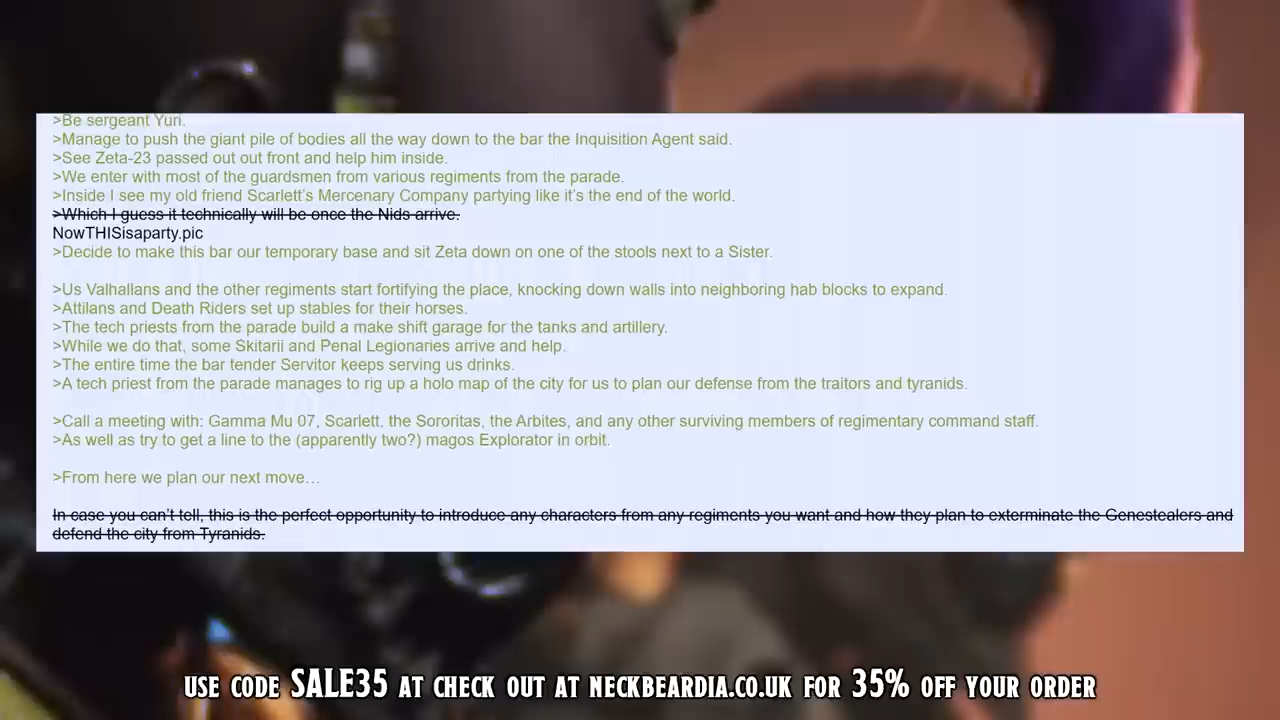 >Be sergeant Yuri.
>Manage to push the giant pile of bodies all the way down to the bar the Inquisition Agent said.
>See Zeta-23 passed out out front and help him inside.
>We enter with most of the guardsmen from various regiments from the parade.
>Inside I see my old friend Scarlett's Mercenary Company partying like it's the end of the world.
>Which I guess it technically will be once the Nids arrive.
NowTHISisaparty.pic
>Decide to make this bar our temporary base and sit Zeta down on one of the stools next to a Sister.
>Us Valhallans and the other regiments start fortifying the place, knocking down walls into neighboring hab blocks to expand.
>Attilans and Death Riders set up stables for their horses.
>The tech priests from the parade build a make shift garage for the tanks and artillery.
>While we do that, some Skitarii and Penal Legionaries arrive and help.
>The entire time the bar tender Servitor keeps serving us drinks.
>A tech priest from the parade manages to rig up a holo map of the city for us to plan our defense from the traitors and tyranids.
>Call a meeting with: Gamma Mu 07, Scarlett, the Sororitas, the Arbites, and any other surviving members of regimentary command staff.
>As well as try to get a line to the (apparently two?) magos Explorator in orbit.
>From here we plan our next move…
In case you can't tell, this is the perfect opportunity to introduce any characters from any regiments you want and how they plan to exterminate the Genestealers and
defend the city from Tyranids.
USE CODE SALE35 AT CHECK OUT AT NECKBEARDIA.CO.UK FOR 35% OFF YOUR ORDER